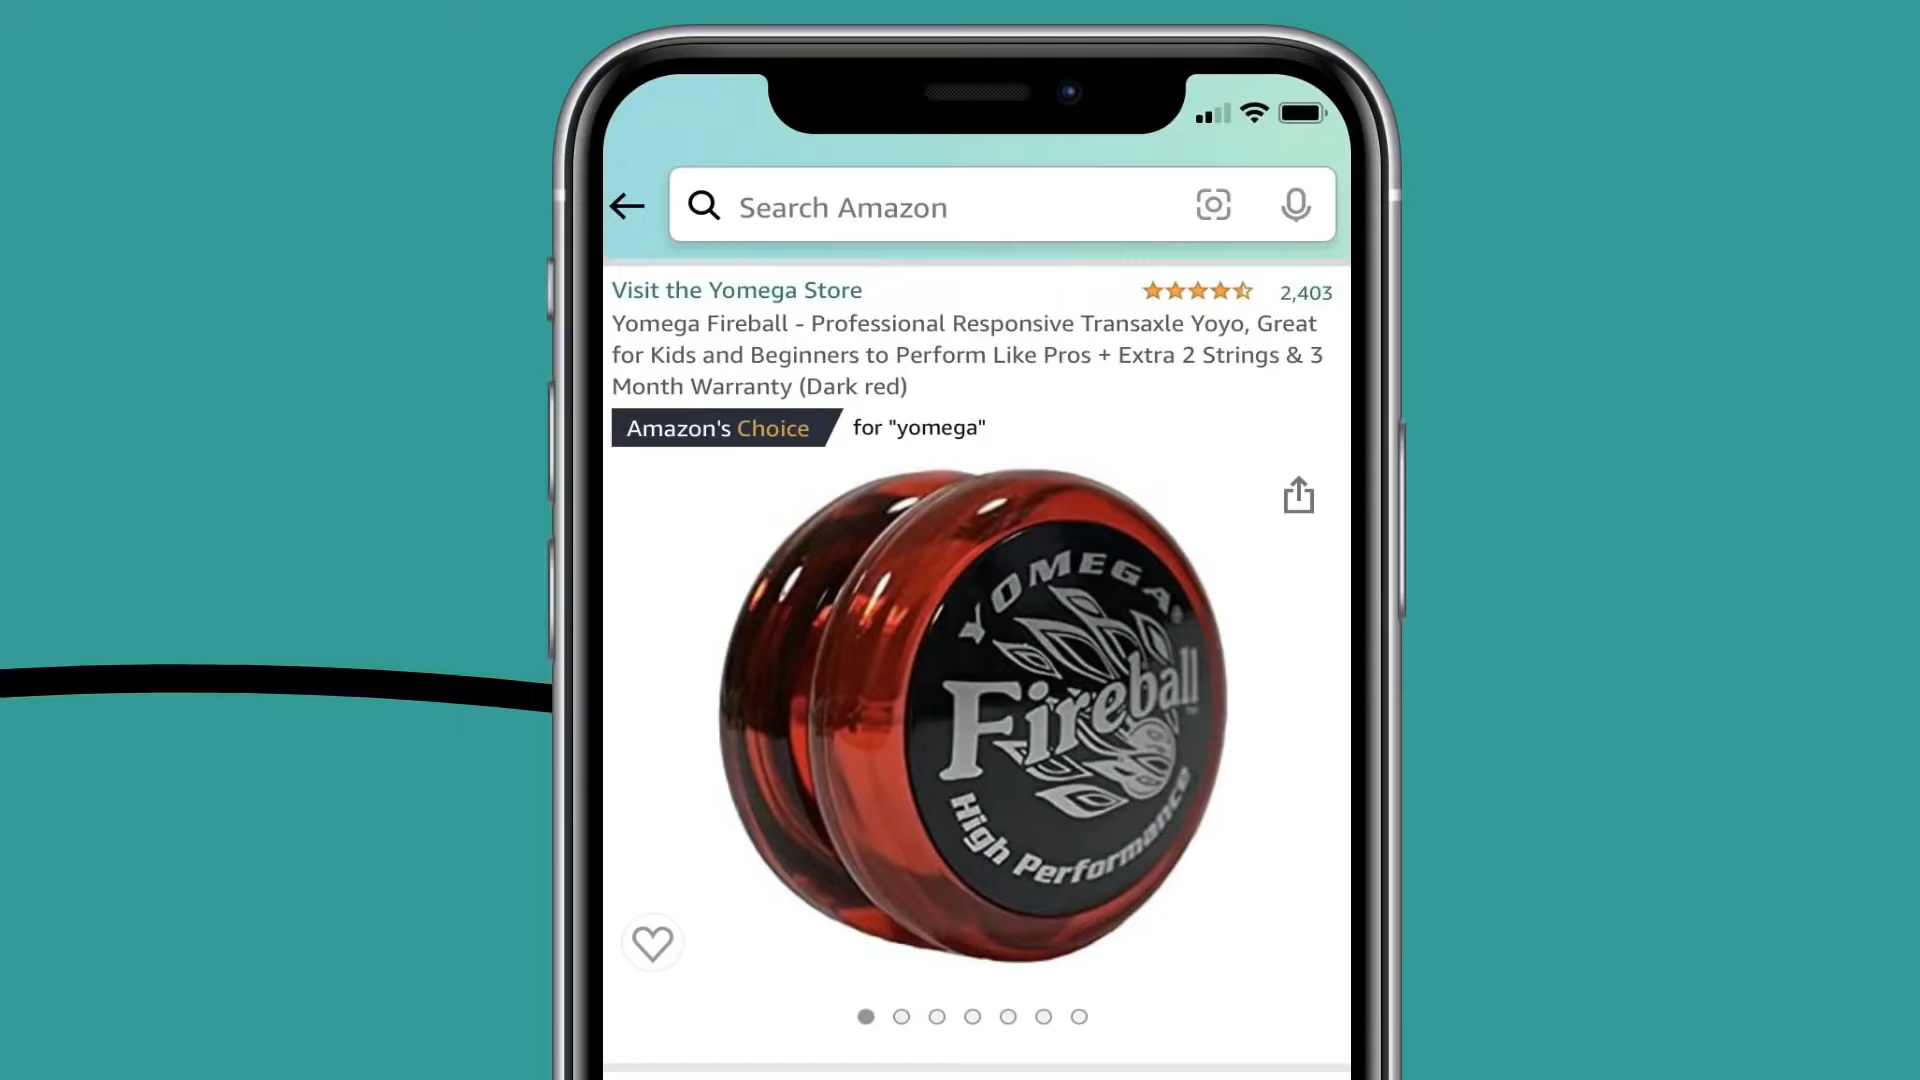 Search Amazon
Visit the Yomega Store 2,403
Yomega Fireball - Professional Responsive Transaxle Yoyo, Great
for Kids and Beginners to Perform Like Pros + Extra 2 Strings & 3
Month Warranty (Dark red)
Amazon's Choice for "yomega"
YOMEGA®
Fireball
High Performance